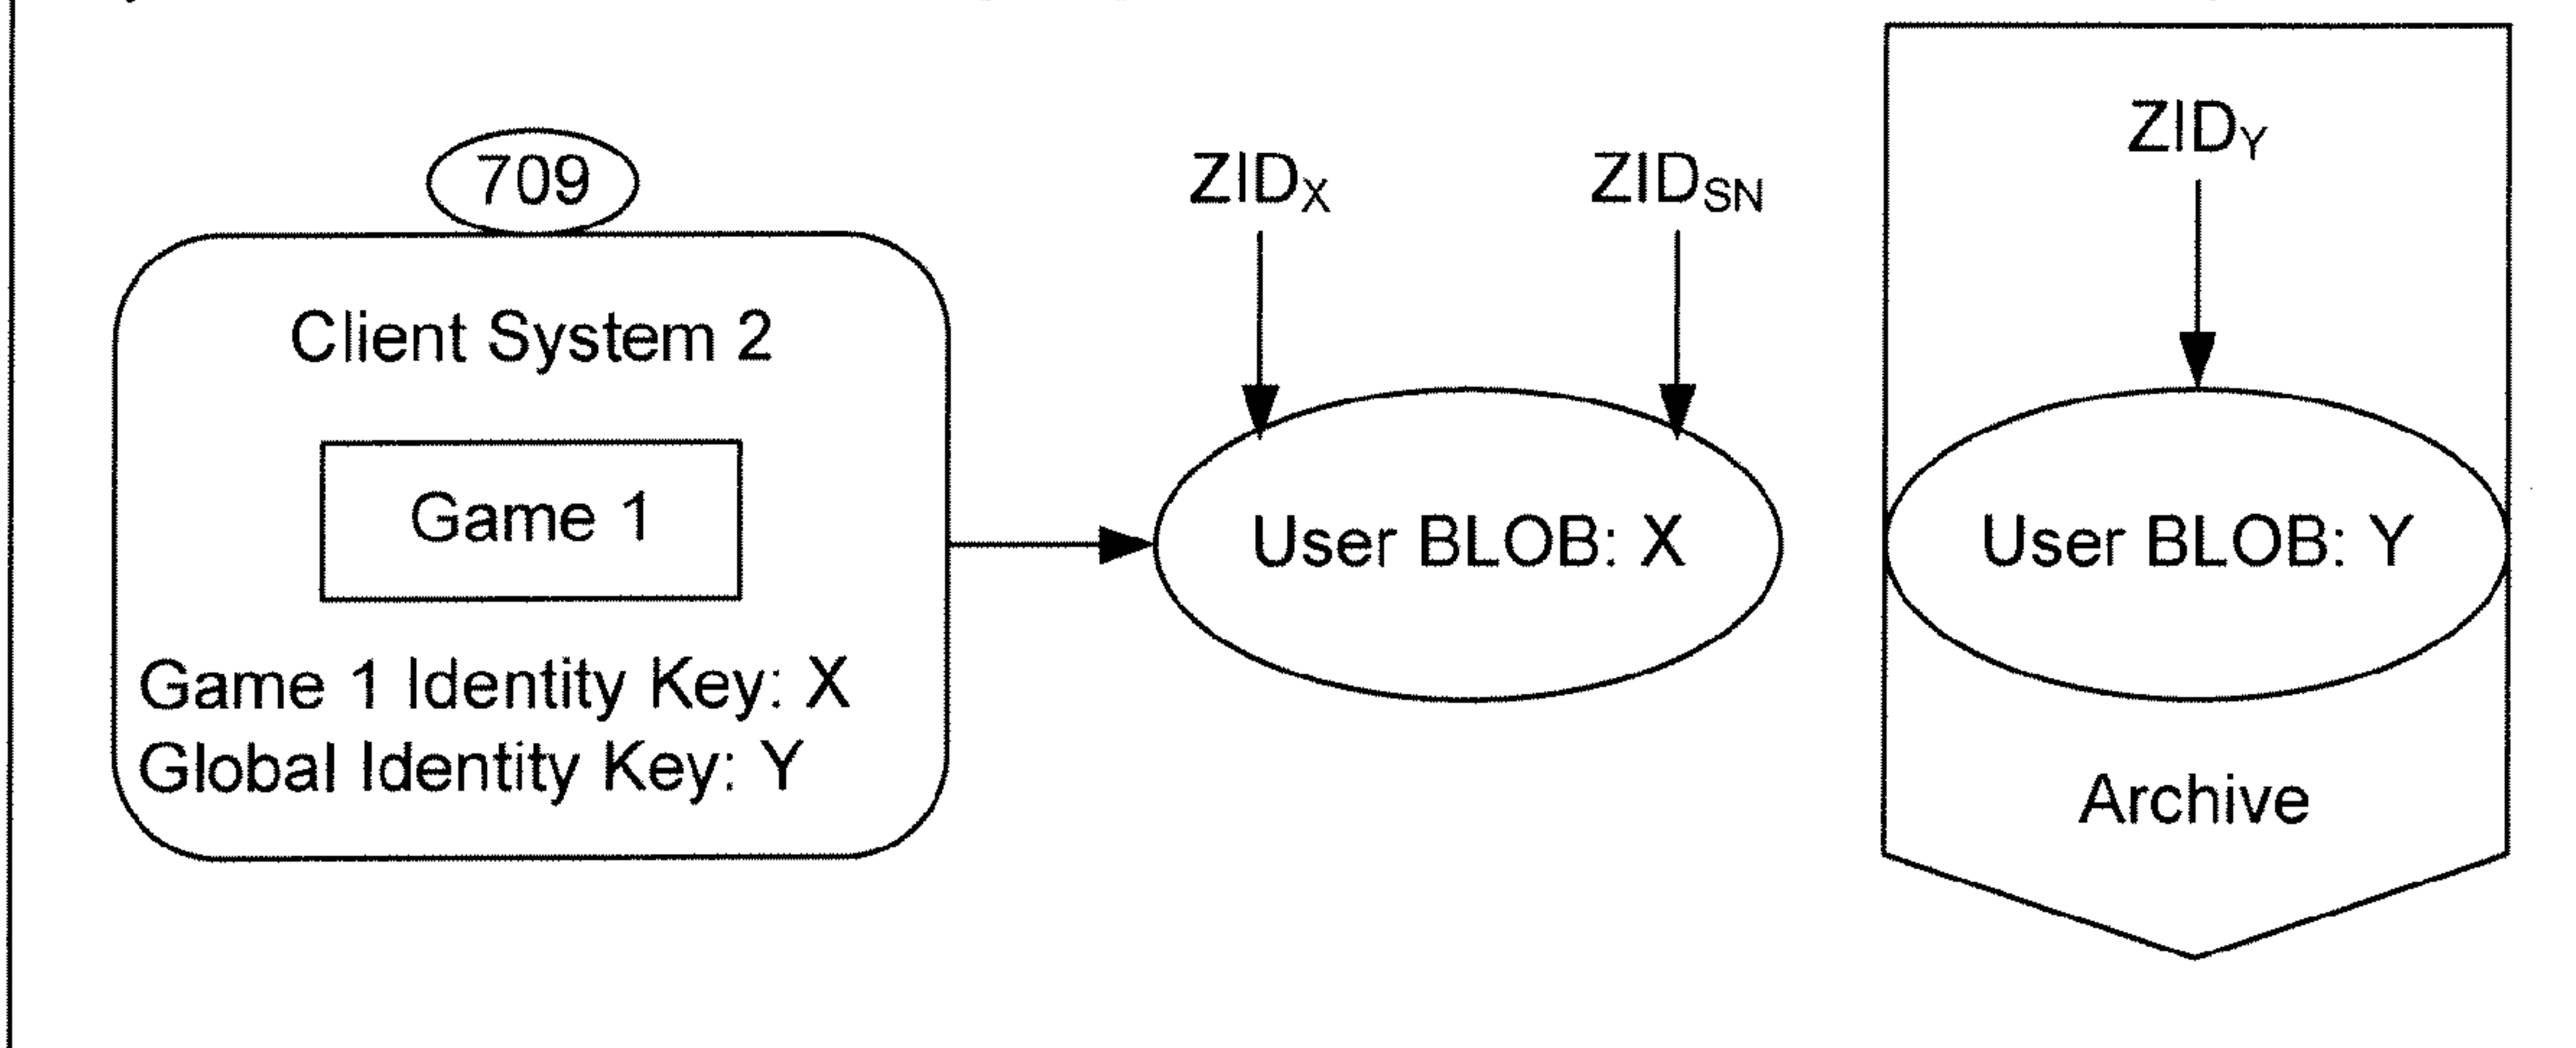 709
Client System 2
Game 1
Game 1 Identity Key: X
Global Identity Key: Y
ZIDX
ZIDSN
User BLOB: X
ZIDY
User BLOB: Y
Archive